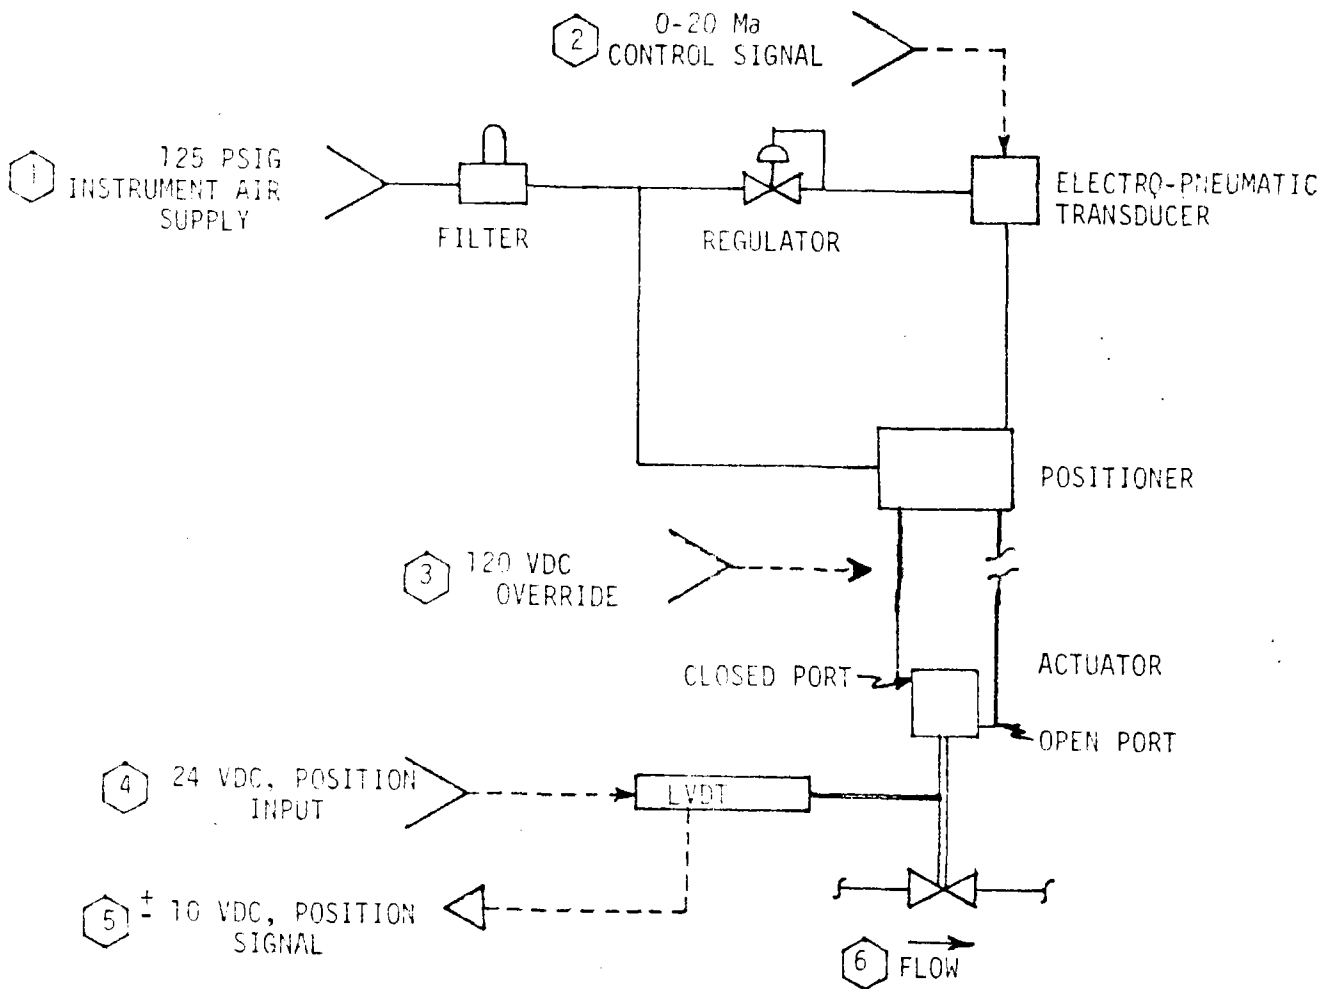 2
0-20 Ma
CONTROL SIGNAL
1
125 PSIG
INSTRUMENT AIR
SUPPLY
FILTER
REGULATOR
ELECTRO-PNEUMATIC
TRANSDUCER
POSITIONER
3
120 VDC
OVERRIDE
CLOSED PORT
ACTUATOR
OPEN PORT
4
24 VDC, POSITION
INPUT
LVDT
5
± 10 VDC, POSITION
SIGNAL
6
FLOW